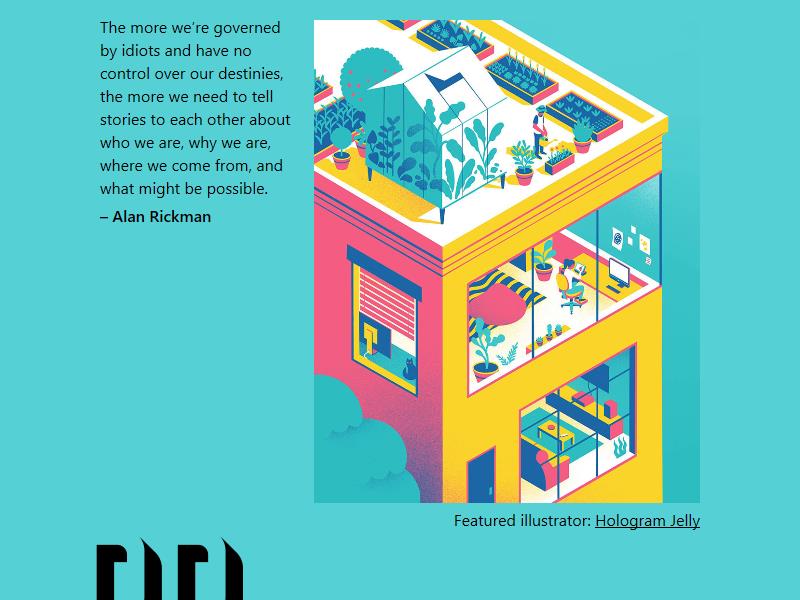 The more we're governed
by idiots and have no
control over our destinies,
the more we need to tell
stories to each other about
who we are, why we are,
where we come from, and
what might be possible.
– Alan Rickman
Featured illustrator: Hologram Jelly